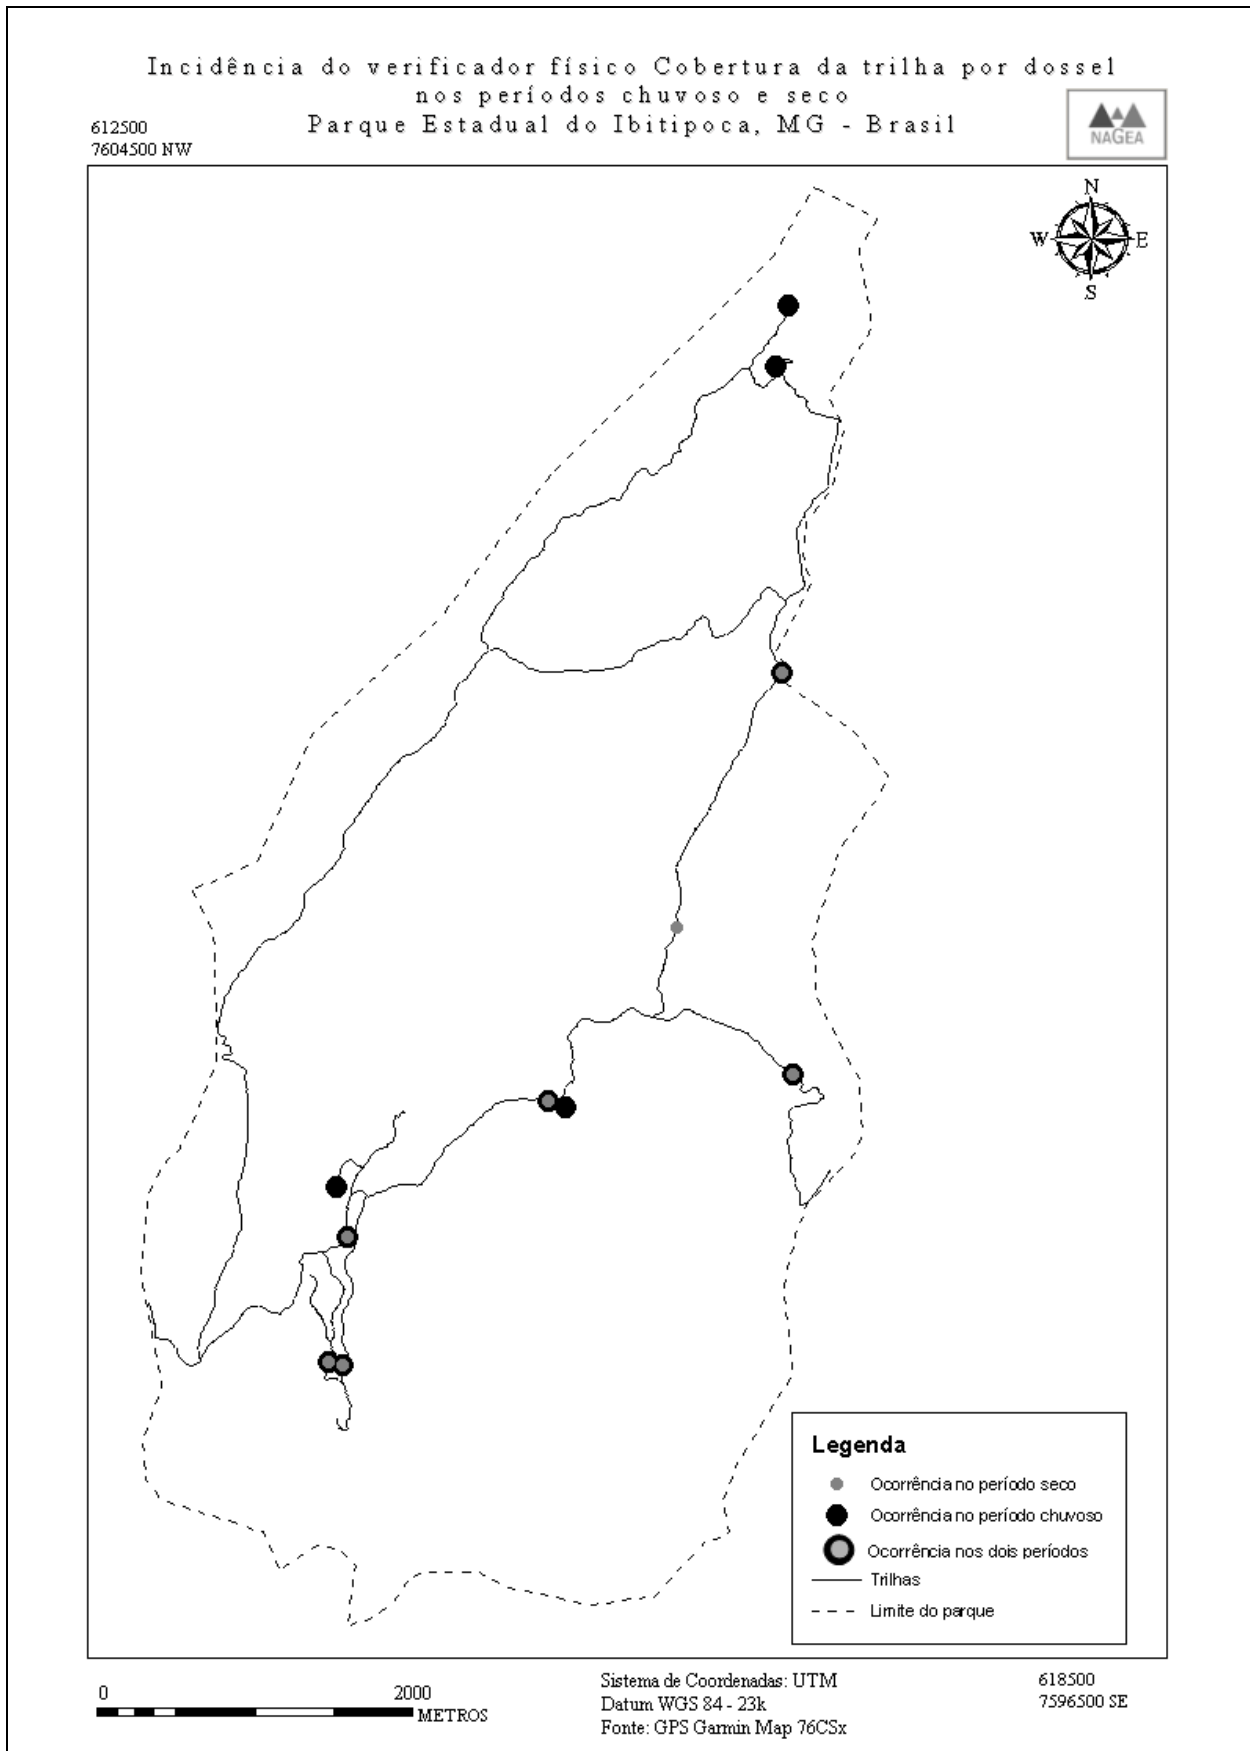 Incidência do verificador físico Cobertura da trilha por dossel
nos períodos chuvoso e seco
Parque Estadual do Ibitipoca, MG - Brasil
612500
7604500 NW
NAGEA
N
W E
S
Legenda
Ocorrência no período seco
Ocorrência no período chuvoso
Ocorrência nos dois períodos
Trilhas
Limite do parque
0 2000
METROS
Sistema de Coordenadas: UTM
Datum WGS 84 - 23k
Fonte: GPS Garmin Map 76CSx
618500
7596500 SE